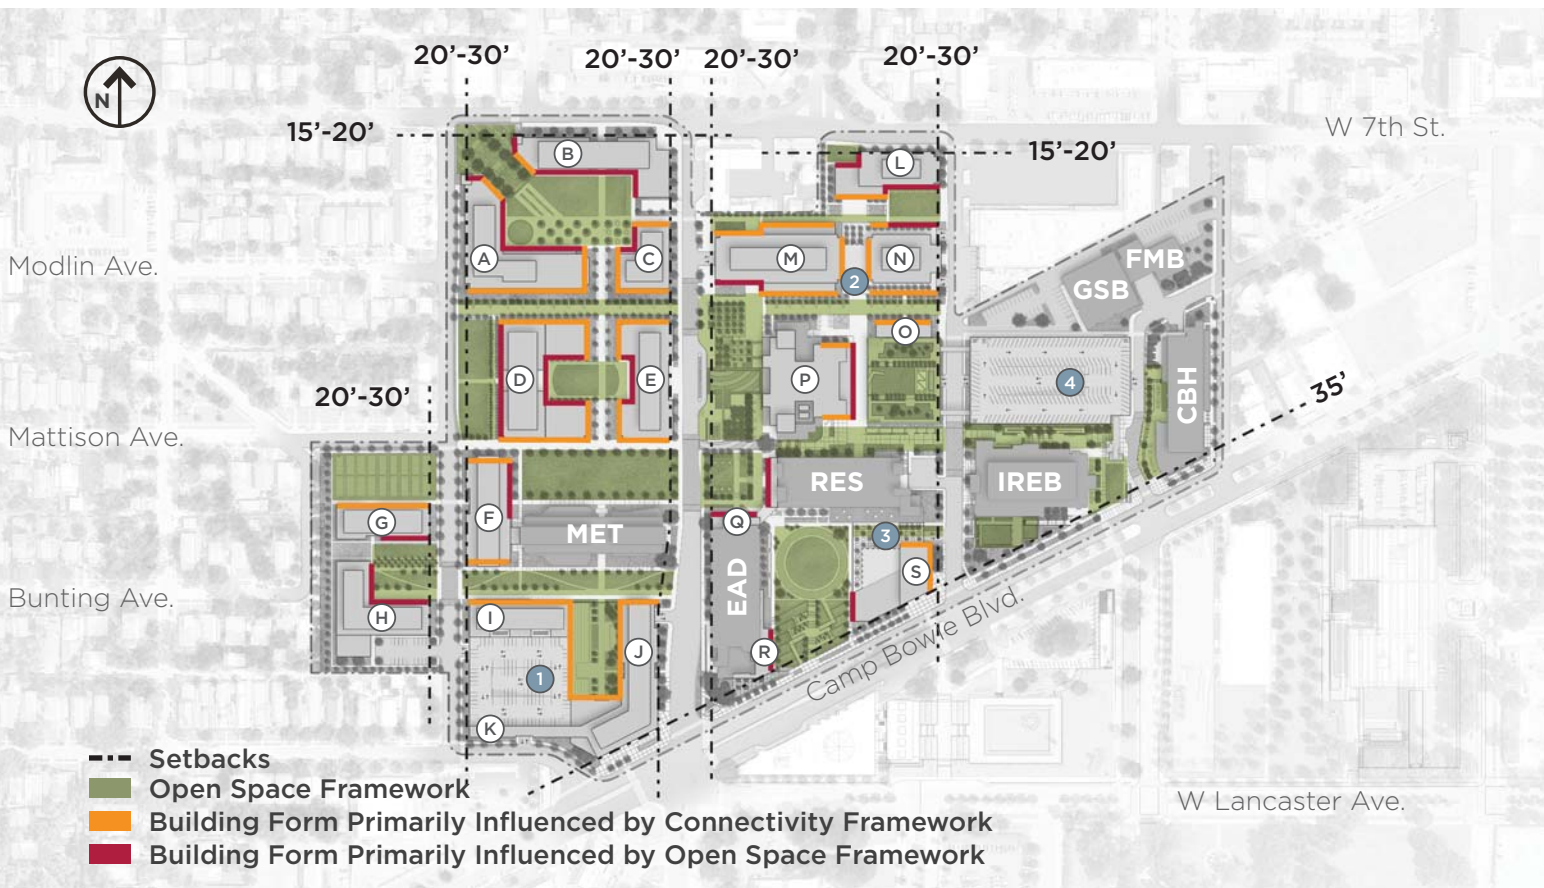 20'-30'
20'-30'
20'-30'
20'-30'
N
15'-20'
W 7th St.
15'-20'
B
L
A
C
M
N
2
Modlin Ave.
FMB
GSB
O
D
E
P
4
CBH
20'-30'
35'
Mattison Ave.
RES
IREB
G
F
MET
Q
3
EAD
S
Bunting Ave.
H
I
J
R
1
K
Camp Bowie Blvd.
W Lancaster Ave.
Setbacks
Open Space Framework
Building Form Primarily Influenced by Connectivity Framework
Building Form Primarily Influenced by Open Space Framework